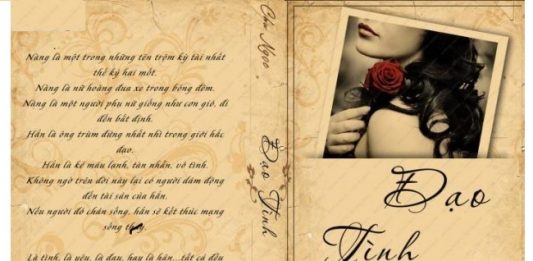 Nàng là một trong những tên trộm kỳ tài nhất
thế kỷ hai mốt.
Nàng là nữ hoàng đua xe trong bóng đêm.
Nàng là một người phụ nữ giống như cơn gió, đi
đến bất định.
Hắn là ông trùm đứng nhất nhì trong giới hắc
đạo.
Hắn là kẻ máu lạnh, tàn nhẫn, vô tình.
Không ngờ trên đời này lại có người dám động
đến tài sản của hắn.
Nếu người đó chán sống, hắn sẽ kết thúc mạng
sống
Là tình, là yêu, là đau, hay là hận...tất cả đều
Chu Ngọc
Đạo Tình
Đạo
Tình